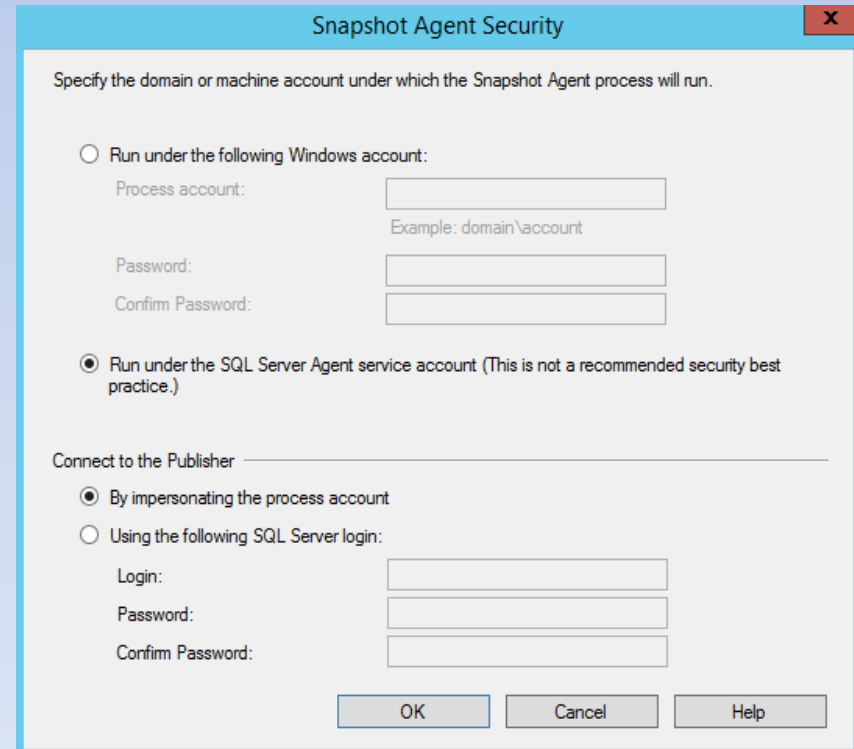 Snapshot Agent Security
x
Specify the domain or machine account under which the Snapshot Agent process will run.
Run under the following Windows account:
Process account:
Example: domain\account
Password:
Confirm Password:
Run under the SQL Server Agent service account (This is not a recommended security best
practice.)
Connect to the Publisher
By impersonating the process account
Using the following SQL Server login:
Login:
Password:
Confirm Password:
OK Cancel Help